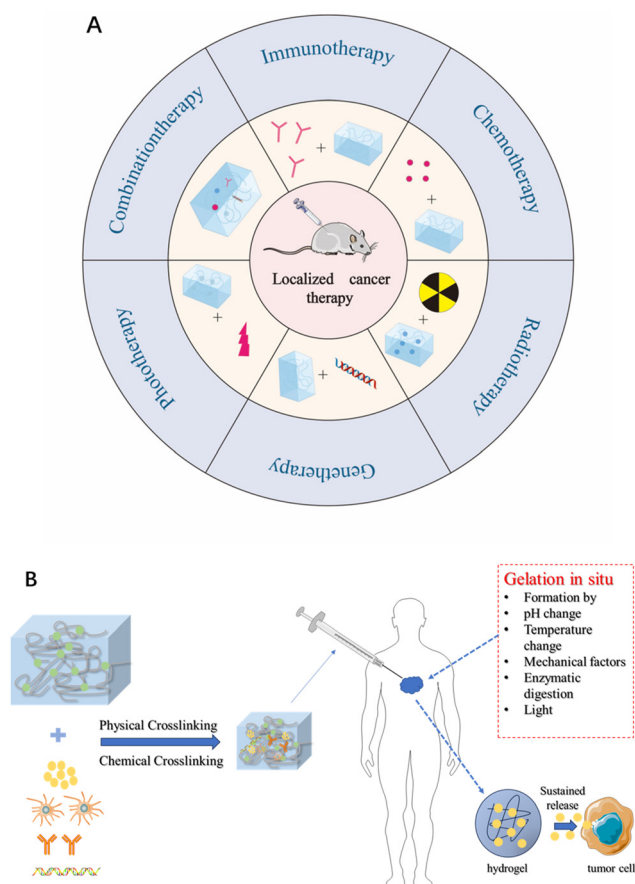 A
Immunotherapy
Chemotherapy
Radiotherapy
Genetherapy
Phototherapy
Combinationtherapy
+
+
+
+
+
Localized cancer
therapy
B
Gelation in situ
• Formation by
• pH change
• Temperature
change
• Mechanical factors
• Enzymatic
digestion
• Light
+
Physical Crosslinking
Chemical Crosslinking
Sustained
release
hydrogel
tumor cell